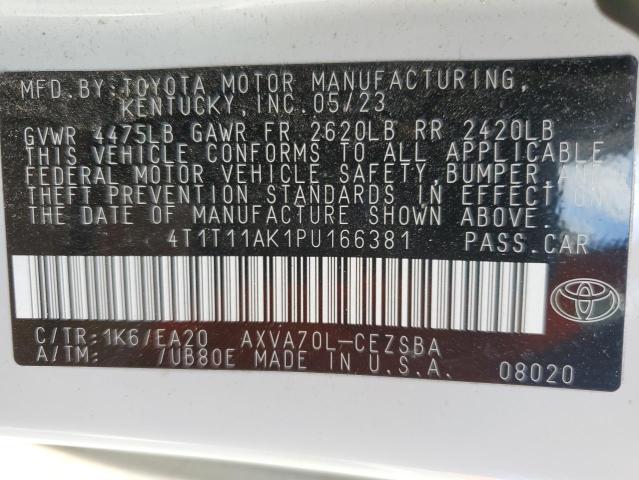 MFD. BY: TOYOTA MOTOR MANUFACTURING,
KENTUCKY, INC. 05/23
GVWR 4475LB GAWR FR 2620LB RR 2420LB
THIS VEHICLE CONFORMS TO ALL APPLICABLE
FEDERAL MOTOR VEHICLE SAFETY, BUMPER AND
THEFT PREVENTION STANDARDS IN EFFECT ON
THE DATE OF MANUFACTURE SHOWN ABOVE.
4T1T11AK1PU166381 PASS. CAR
C/TR: 1K6/EA20 AXVA70L-CEZSBA
A/TM: /UB80E MADE IN U.S.A. 08020